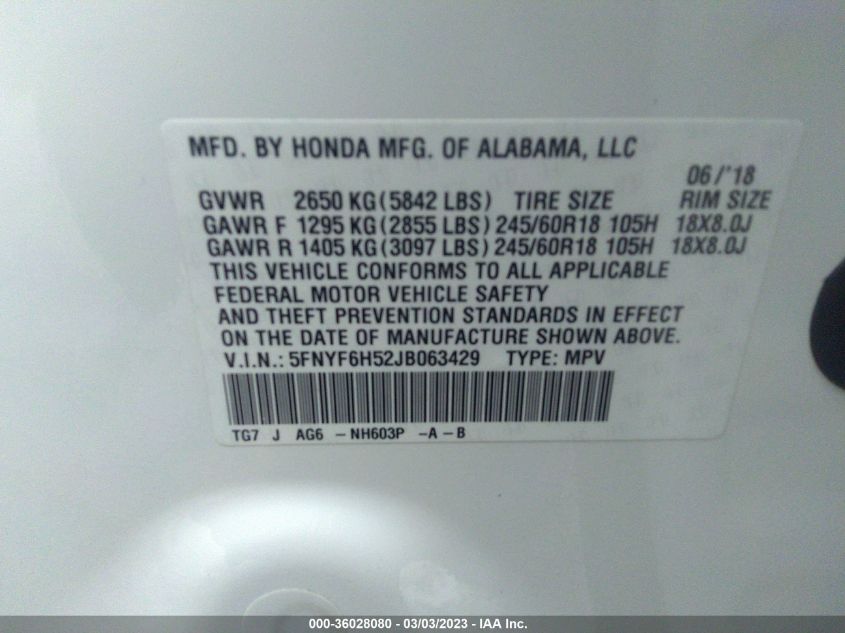 MFD. BY HONDA MFG. OF ALABAMA, LLC
06/'18
GVWR 2650 KG(5842 LBS) TIRE SIZE RIM SIZE
GAWR F 1295 KG(2855 LBS) 245/60R18 105H 18X8.0J
GAWR R 1405 KG(3097 LBS) 245/60R18 105H 18X8.0J
THIS VEHICLE CONFORMS TO ALL APPLICABLE
FEDERAL MOTOR VEHICLE SAFETY
AND THEFT PREVENTION STANDARDS IN EFFECT
ON THE DATE OF MANUFACTURE SHOWN ABOVE.
V.I.N.: 5FNYF6H52JB063429 TYPE: MPV
TG7 J AG6 -NH603P -A-B
000-36028080 - 03/03/2023 - IAA Inc.